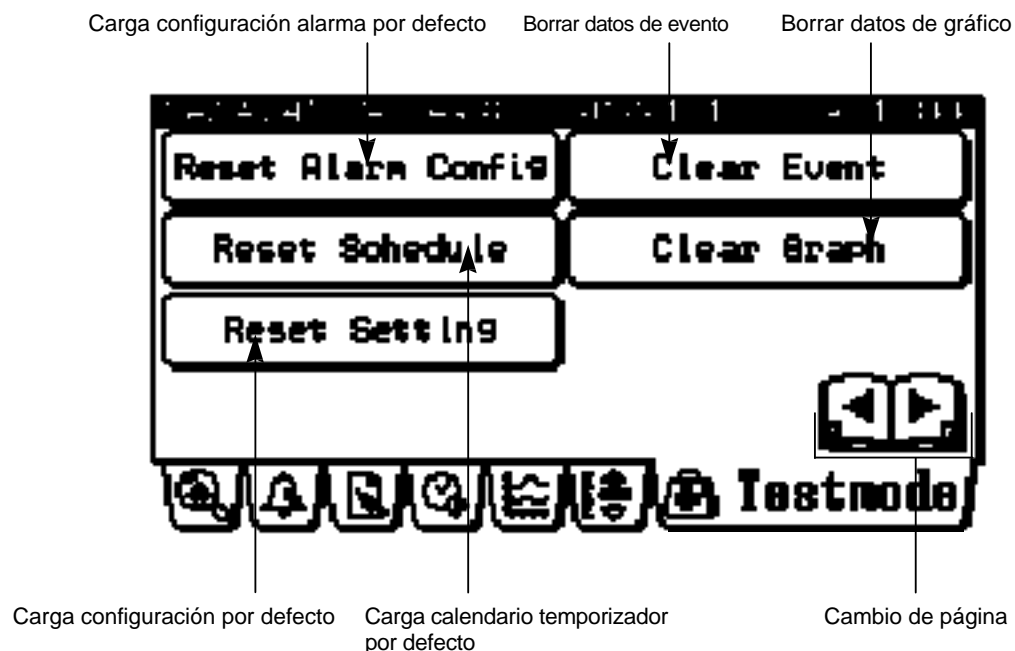 Carga configuración alarma por defecto
Borrar datos de evento
Borrar datos de gráfico
Reset Alarm Config
Clear Event
Reset Schedule
Clear Graph
Reset Setting
Testmode
Carga configuración por defecto
Carga calendario temporizador
por defecto
Cambio de página